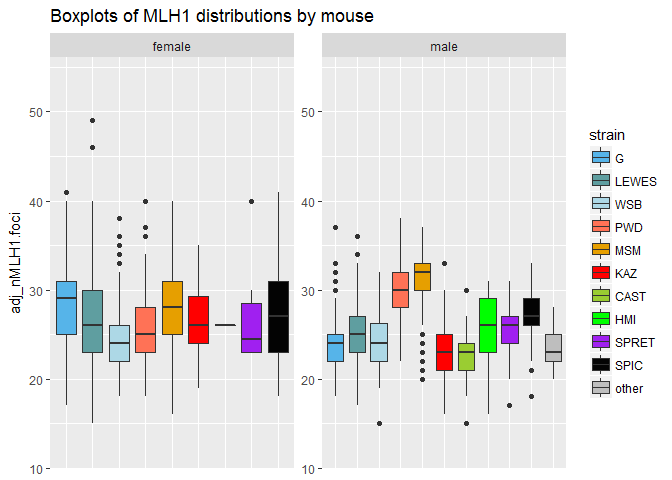 Boxplots of MLH1 distributions by mouse
female
male
adj_nMLH1.foci
50
40
30
20
10
50
40
30
20
10
strain
G
LEWES
WSB
PWD
MSM
KAZ
CAST
HMI
SPRET
SPIC
other